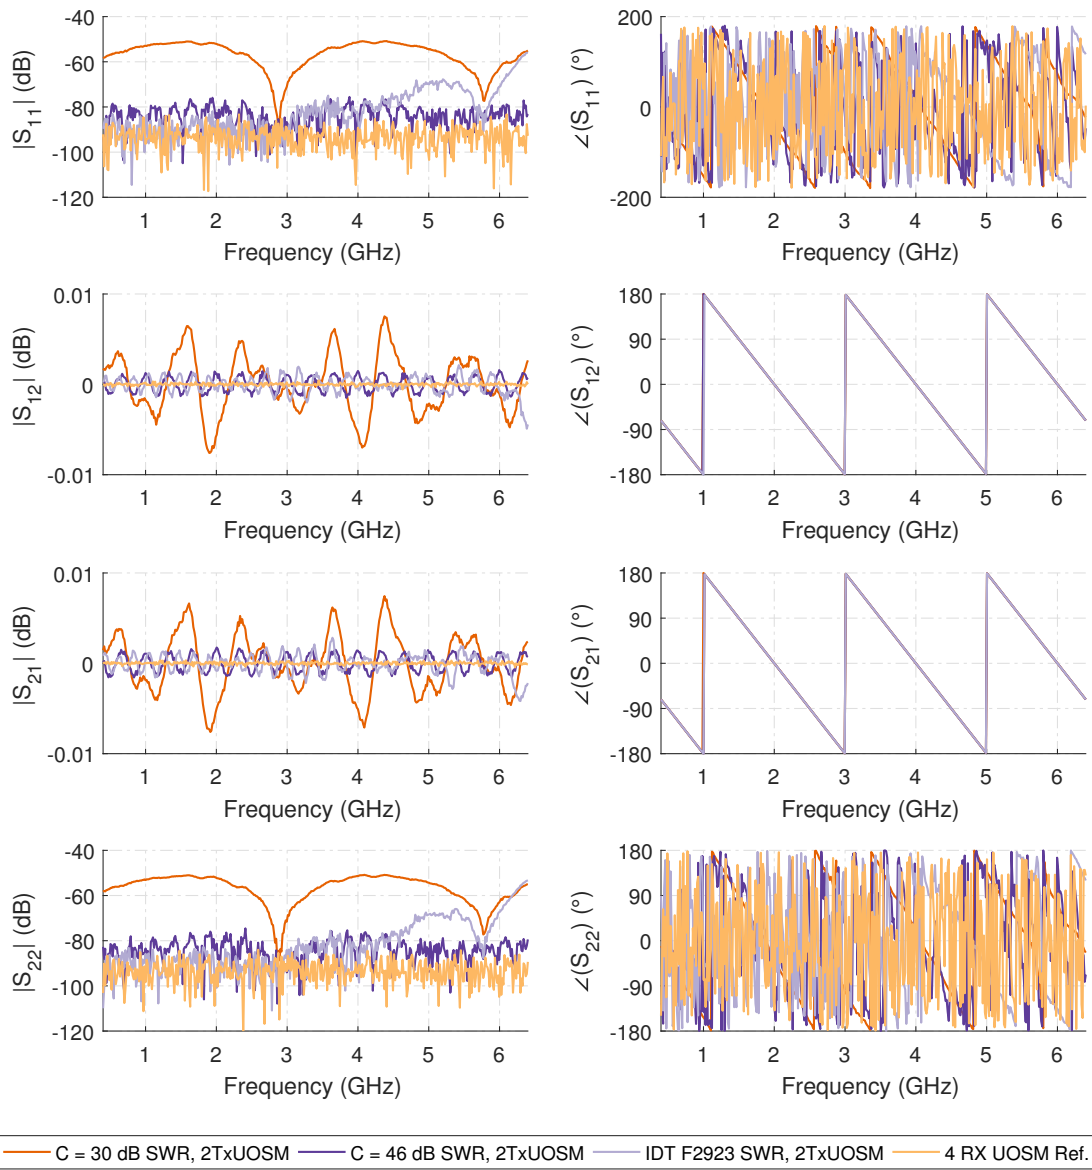 -40
-60
-80
-100
-120
|S11| (dB)
1 2 3 4 5 6
Frequency (GHz)
200
0
-200
∠(S11) (°)
1 2 3 4 5 6
Frequency (GHz)
0.01
0
-0.01
|S12| (dB)
1 2 3 4 5 6
Frequency (GHz)
180
90
0
-90
-180
∠(S12) (°)
1 2 3 4 5 6
Frequency (GHz)
0.01
0
-0.01
|S21| (dB)
1 2 3 4 5 6
Frequency (GHz)
180
90
0
-90
-180
∠(S21) (°)
1 2 3 4 5 6
Frequency (GHz)
-40
-60
-80
-100
-120
|S22| (dB)
1 2 3 4 5 6
Frequency (GHz)
180
90
0
-90
-180
∠(S22) (°)
1 2 3 4 5 6
Frequency (GHz)
C = 30 dB SWR, 2TxUOSM C = 46 dB SWR, 2TxUOSM IDT F2923 SWR, 2TxUOSM 4 RX UOSM Ref.